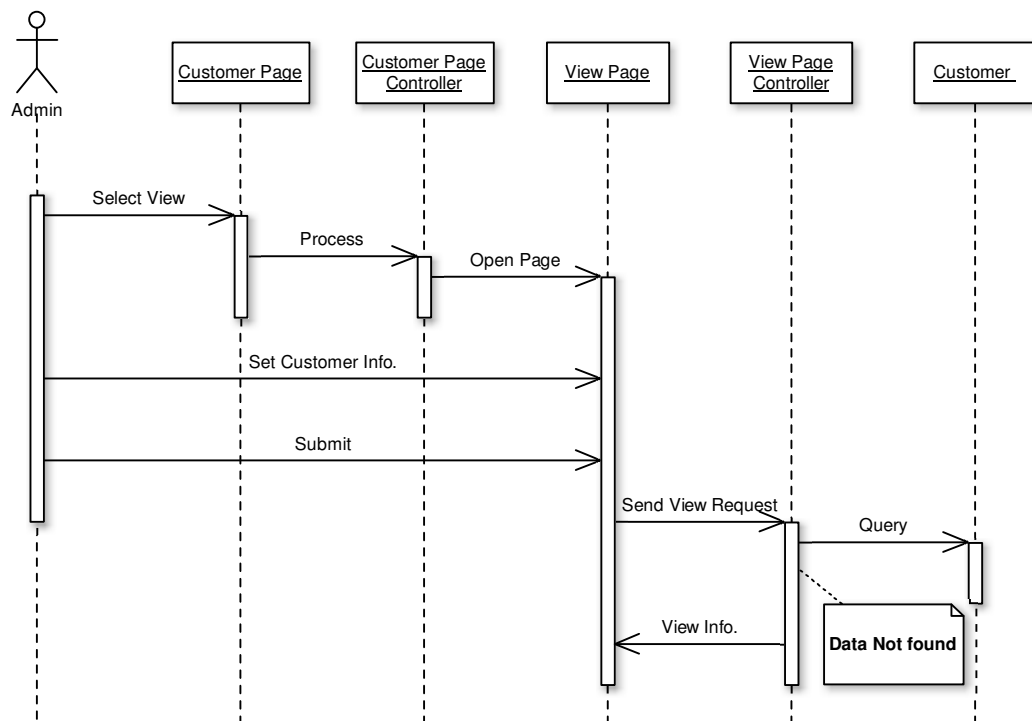 Admin
Customer Page
Customer Page
Controller
View Page
View Page
Controller
Customer
Select View
Process
Open Page
Set Customer Info.
Submit
Send View Request
Query
View Info.
Data Not found